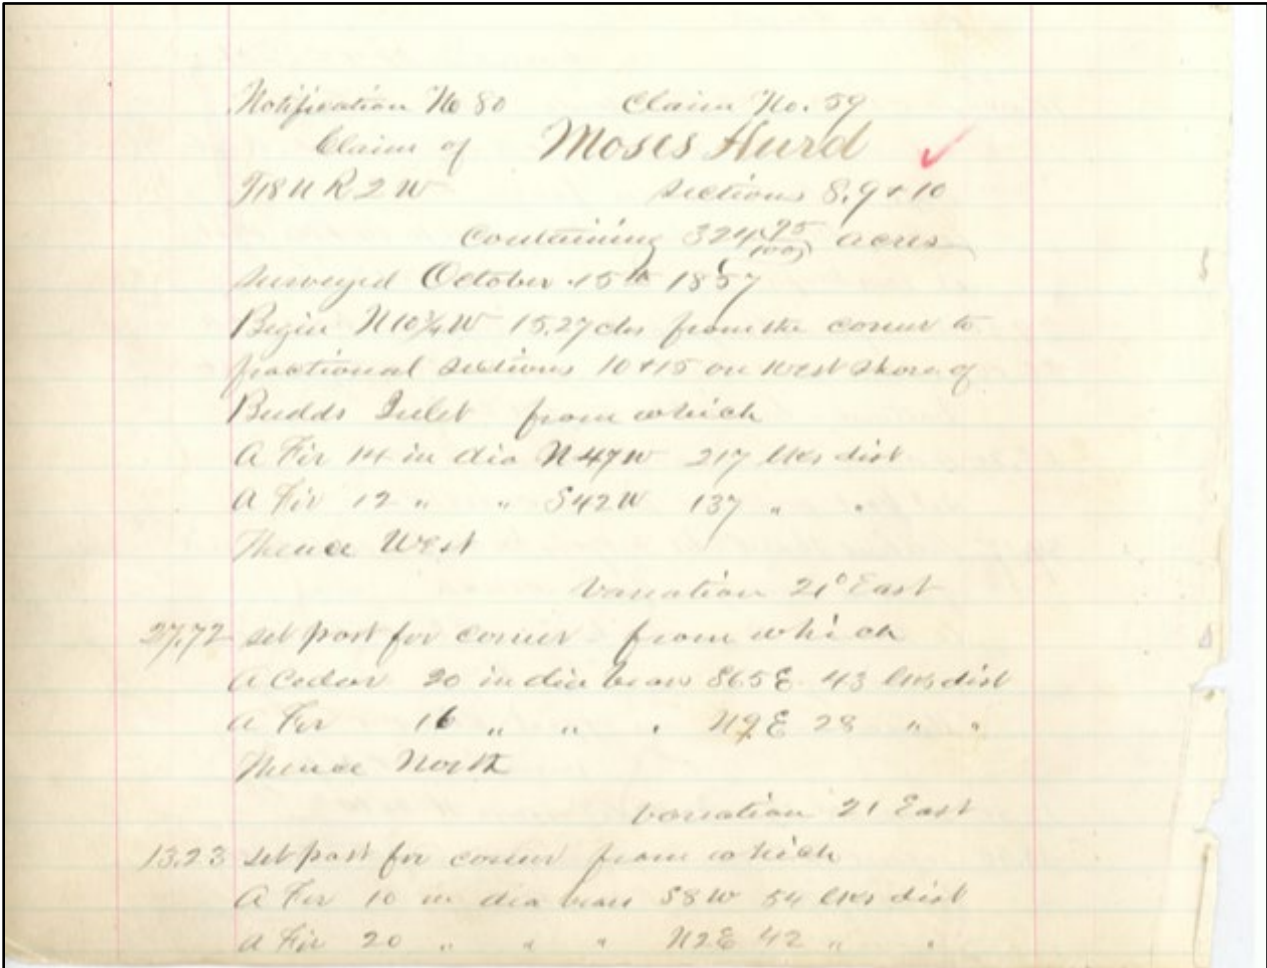 Notification No 80 Claim No. 59
Claim of Moses Hurd
T18 N R 2 W sections 8, 9 + 10
containing 324 95/100 acres
surveyed October 15th 1857
Begin N10¾W 15.27 chs from the corner to
fractional sections 10 + 15 on west shore of
Budds Inlet from which
A Fir 14 in dia N47W 217 lks dist
A Fir 12 " " S42W 137 " "
Thence West
Variation 21° East
27.72 set post for corner from which
A Cedar 20 in dia bears S65E 43 lks dist
A Fir 16 " " " N9E 28 " "
Thence North
Variation 21 East
13.23 set post for corner from which
A Fir 10 in dia bears S8W 54 lks dist
A Fir 20 " " " N2E 42 " "